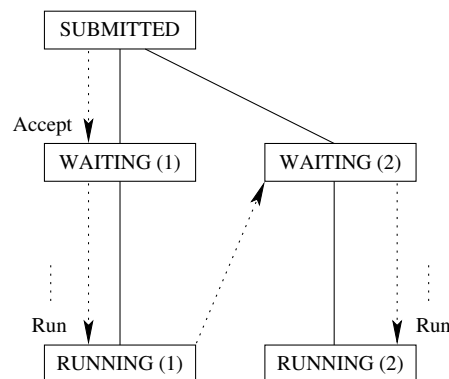 SUBMITTED
Accept
WAITING (1)
WAITING (2)
Run
Run
RUNNING (1)
RUNNING (2)